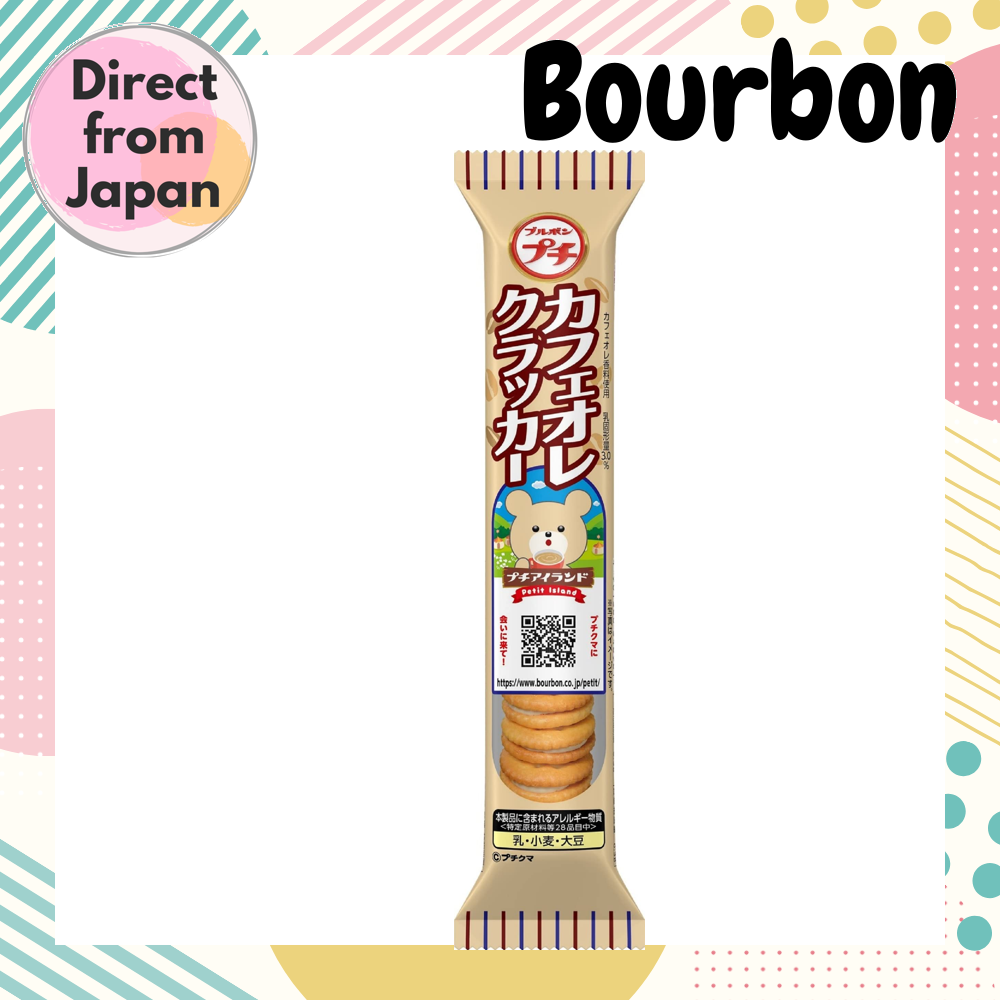 Direct
from
Japan
Bourbon
ブルボン
プチ
カフェオレ
クラッカー
カフェオレ香料使用 乳固形量3.0%
プチアイランド
Petit Island
プチクマに
会いに来て!
https://www.bourbon.co.jp/petit/
※写真はイメージです。
本製品に含まれるアレルギー物質
<特定原材料等28品目中>
乳・小麦・大豆
©プチクマ